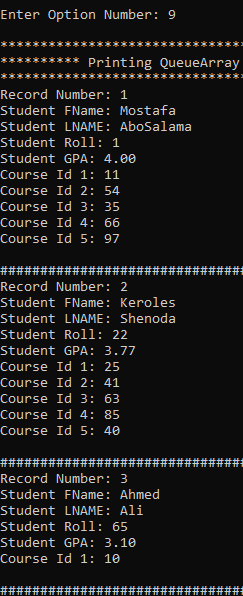 Enter Option Number: 9
*******************************
********** Printing QueueArray
*******************************
Record Number: 1
Student FName: Mostafa
Student LNAME: AboSalama
Student Roll: 1
Student GPA: 4.00
Course Id 1: 11
Course Id 2: 54
Course Id 3: 35
Course Id 4: 66
Course Id 5: 97
###############################
Record Number: 2
Student FName: Keroles
Student LNAME: Shenoda
Student Roll: 22
Student GPA: 3.77
Course Id 1: 25
Course Id 2: 41
Course Id 3: 63
Course Id 4: 85
Course Id 5: 40
###############################
Record Number: 3
Student FName: Ahmed
Student LNAME: Ali
Student Roll: 65
Student GPA: 3.10
Course Id 1: 10
###############################